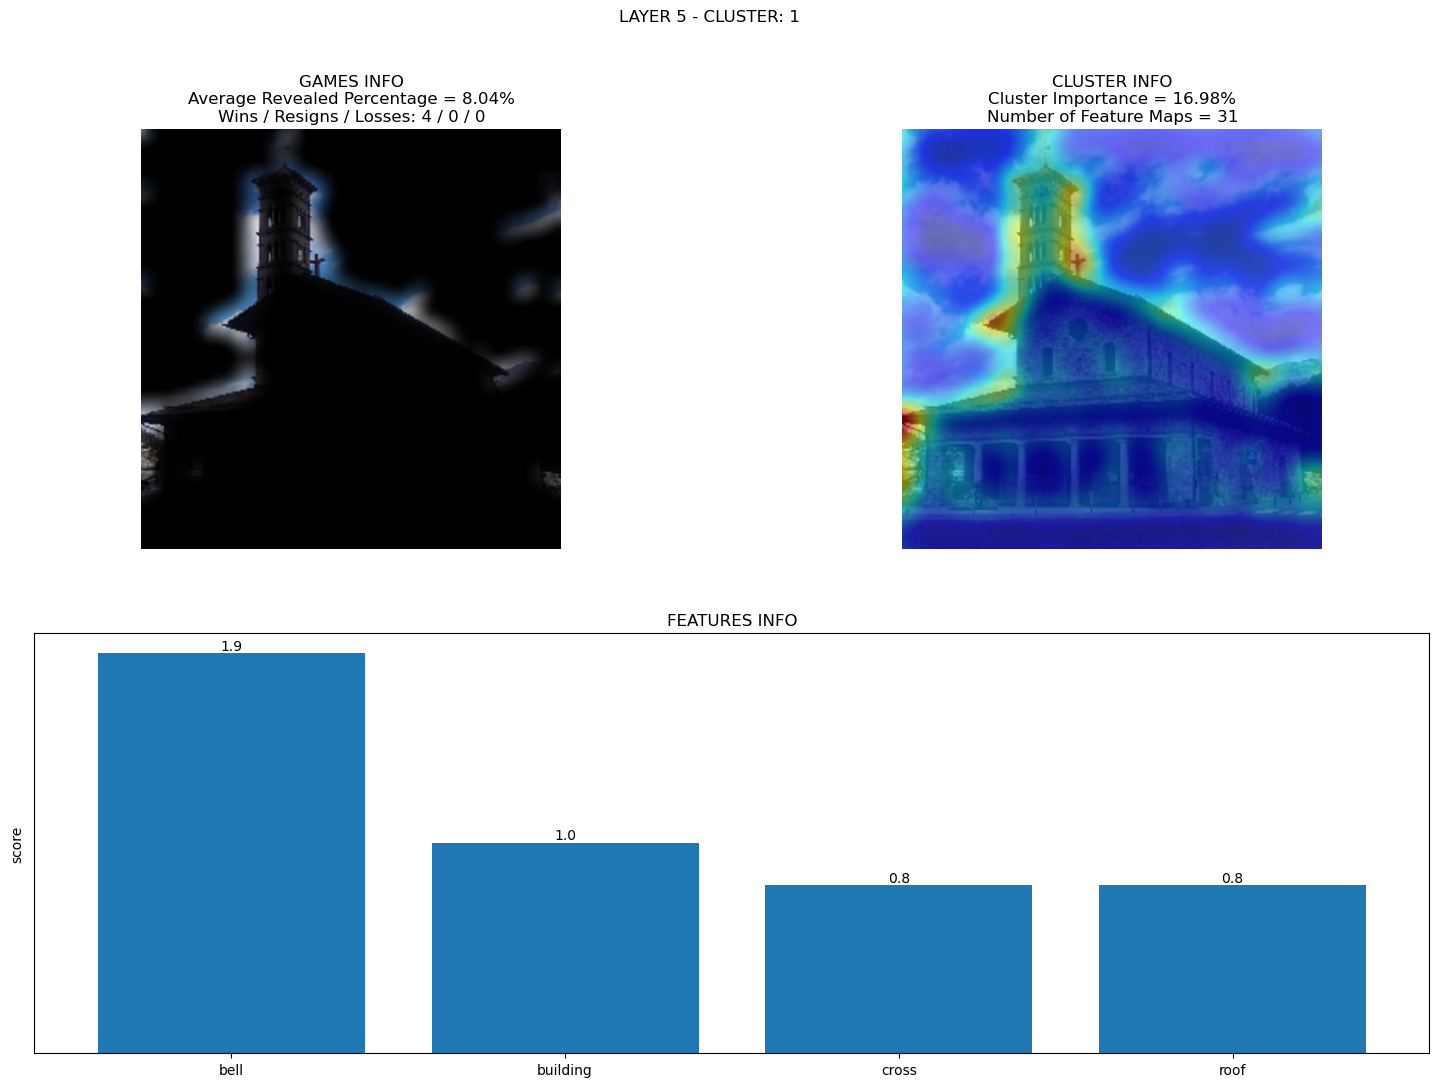 LAYER 5 - CLUSTER: 1
GAMES INFO
Average Revealed Percentage = 8.04%
Wins / Resigns / Losses: 4 / 0 / 0
CLUSTER INFO
Cluster Importance = 16.98%
Number of Feature Maps = 31
FEATURES INFO
score
1.9
1.0
0.8
0.8
bell
building
cross
roof